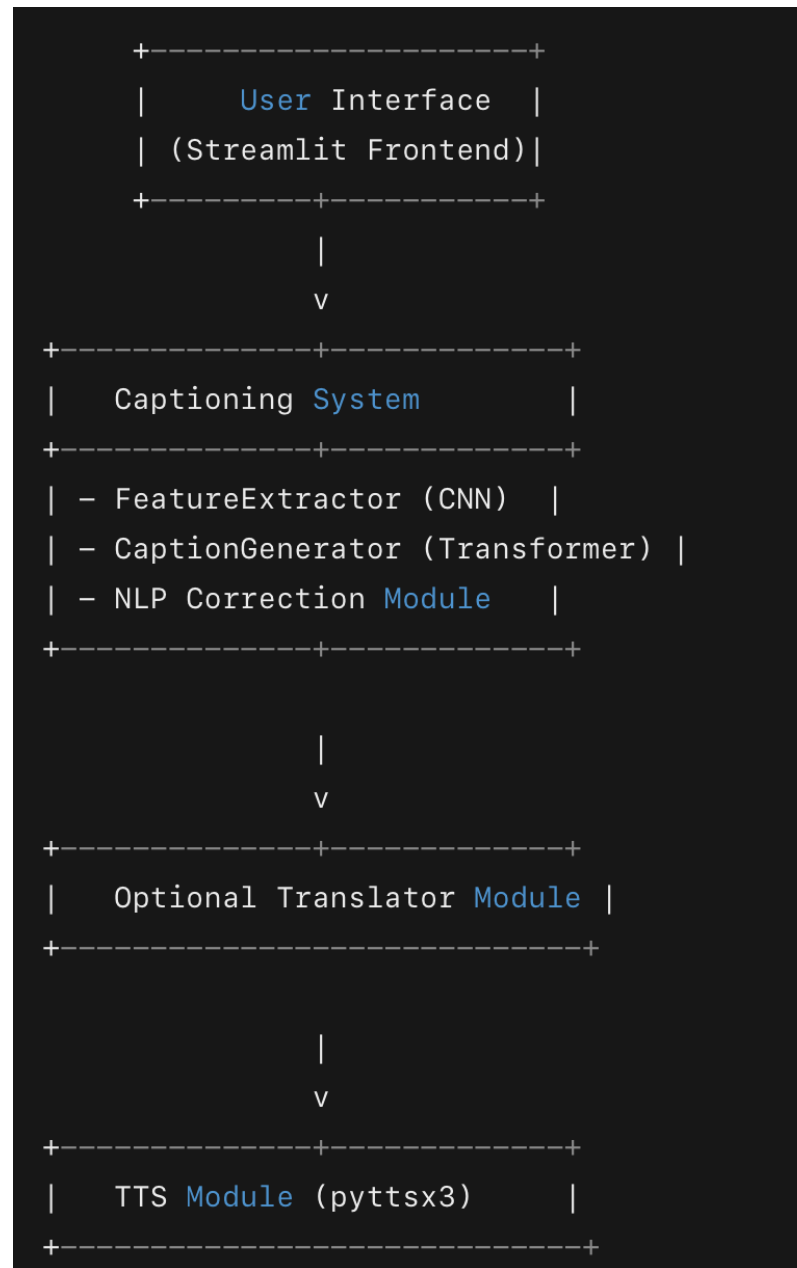 +---------------------+
|     User Interface  |
| (Streamlit Frontend)|
+---------+-----------+
|
v
+--------------+-------------+
|   Captioning System        |
+--------------+-------------+
| - FeatureExtractor (CNN)  |
| - CaptionGenerator (Transformer) |
| - NLP Correction Module   |
+--------------+-------------+
|
v
+--------------+-------------+
|   Optional Translator Module |
+-----------------------------+
|
v
+--------------+-------------+
|   TTS Module (pyttsx3)     |
+-----------------------------+